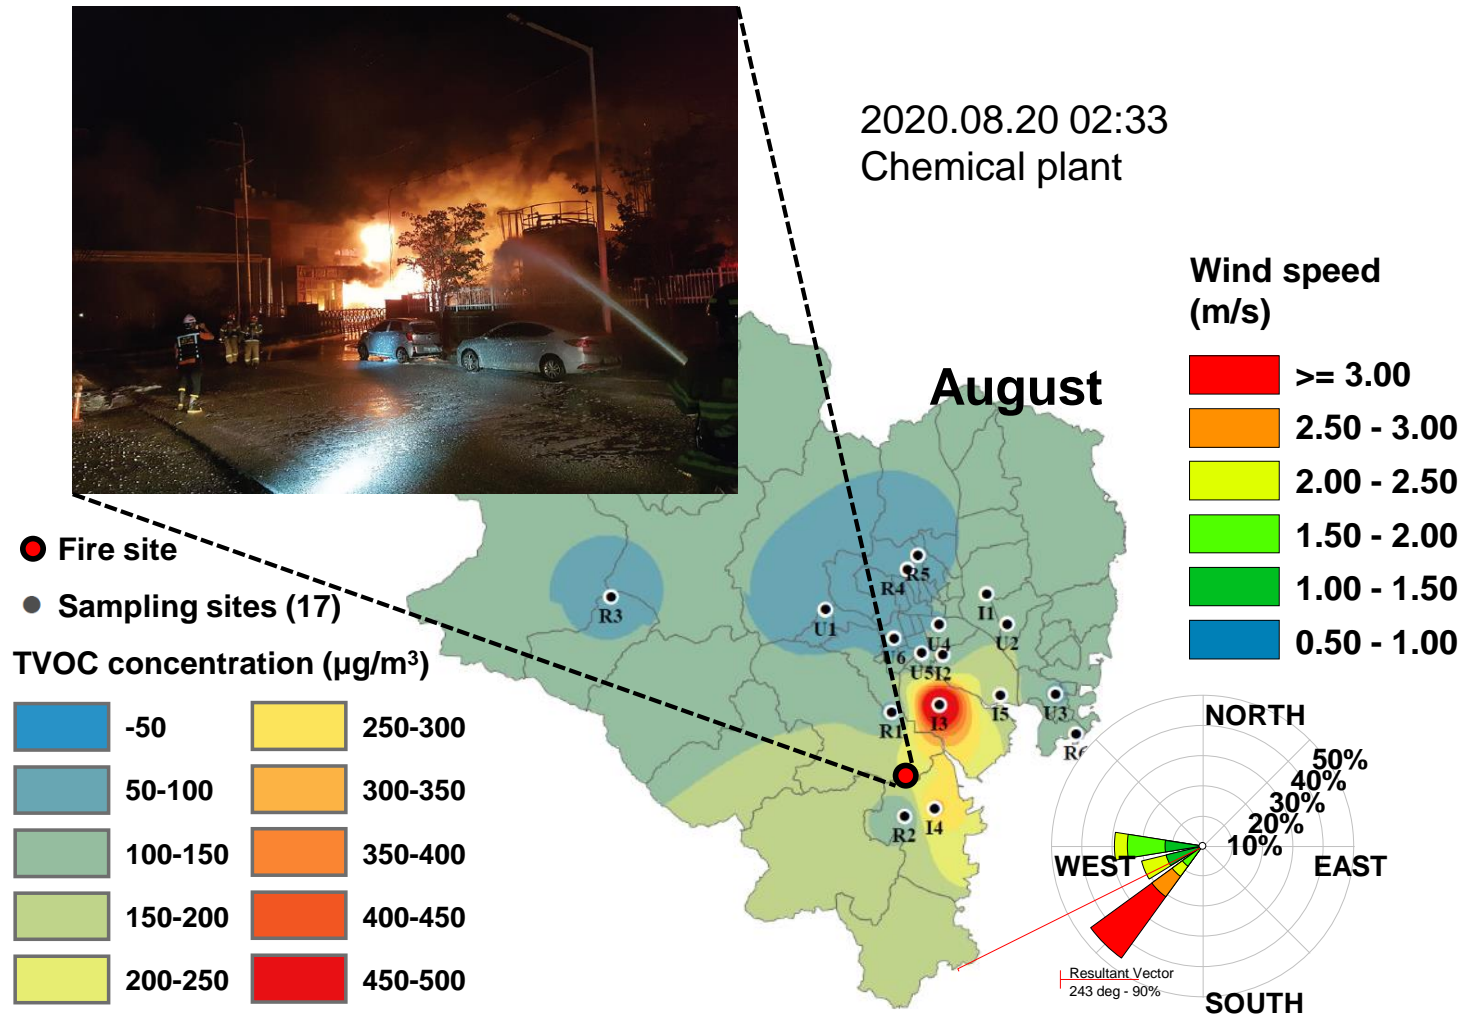 2020.08.20 02:33
Chemical plant
Wind speed
(m/s)
>= 3.00
2.50 - 3.00
2.00 - 2.50
1.50 - 2.00
1.00 - 1.50
0.50 - 1.00
August
Fire site
Sampling sites (17)
TVOC concentration (µg/m³)
-50
50-100
100-150
150-200
200-250
250-300
300-350
350-400
400-450
450-500
R5
R4
R3
I1
U1
U4
U2
U6
U5
I2
I3
I5
U3
R1
R6
R2
I4
NORTH
50%
40%
30%
20%
10%
WEST
EAST
SOUTH
Resultant Vector
243 deg - 90%